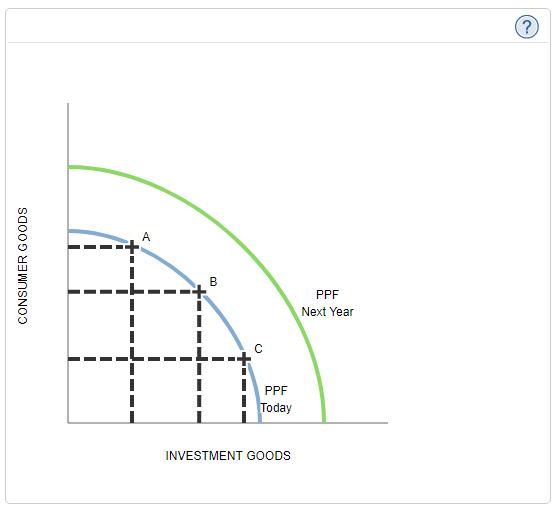 ?
CONSUMER GOODS
A
B
C
PPF
Next Year
PPF
Today
INVESTMENT GOODS